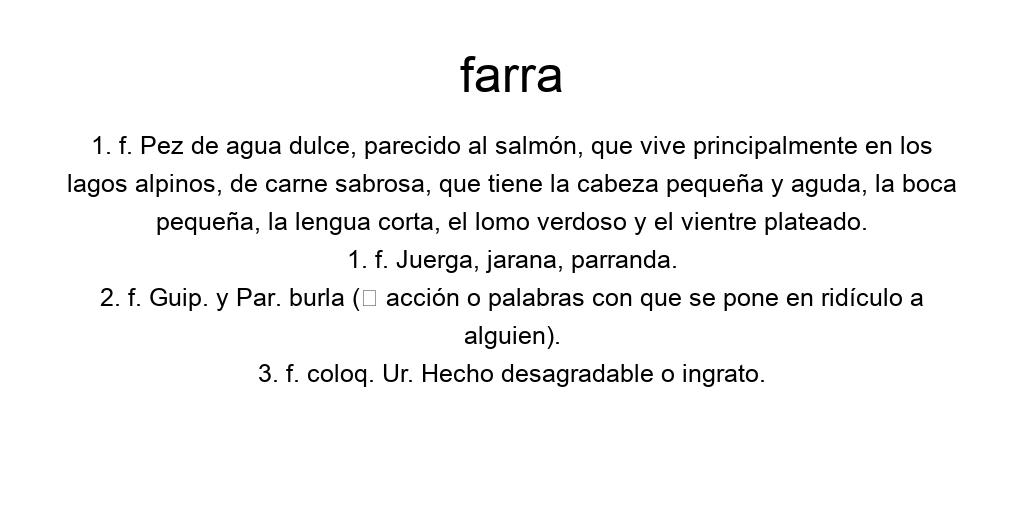 farra
1. f. Pez de agua dulce, parecido al salmón, que vive principalmente en los
lagos alpinos, de carne sabrosa, que tiene la cabeza pequeña y aguda, la boca
pequeña, la lengua corta, el lomo verdoso y el vientre plateado.
1. f. Juerga, jarana, parranda.
2. f. Guip. y Par. burla (□ acción o palabras con que se pone en ridículo a
alguien).
3. f. coloq. Ur. Hecho desagradable o ingrato.